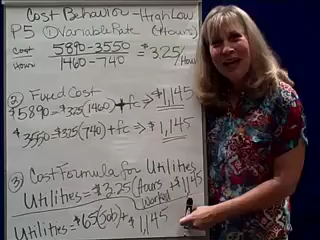 Cost Behavior - High Low
P5 ① Variable Rate (Hours)
Cost 5890-3550 = $3.25/Hour
Hours 1460-740
② Fixed Cost
$5890 = $3.25(1460) + fc ⇒ $1,145
$3550 = $3.25(740) + fc ⇒ $1,145
③ Cost Formula for Utilities
Utilities = $3.25 (Hours Worked) + $1,145
Utilities = $65(job) + $1,145